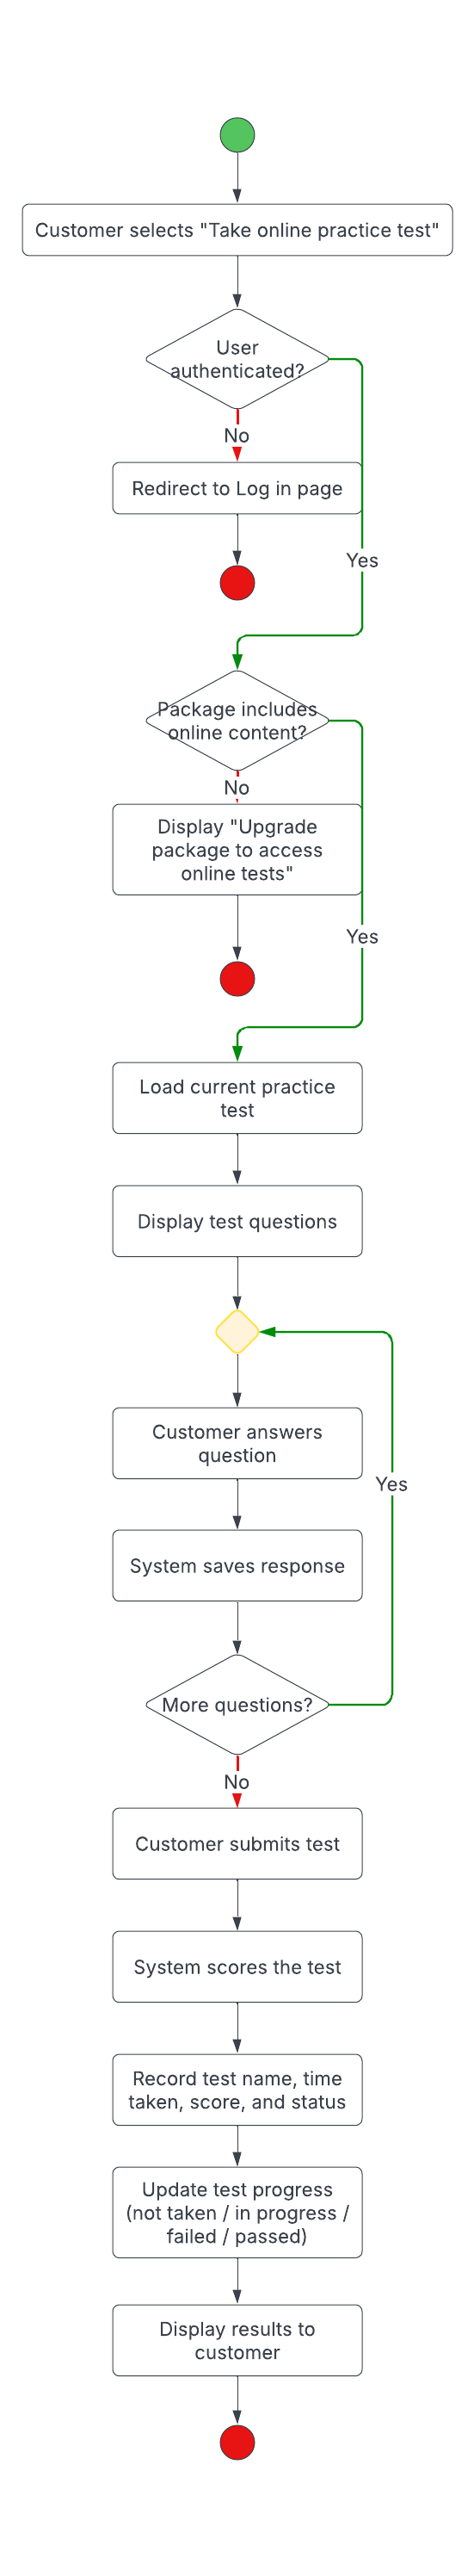 Customer selects "Take online practice test"
User
authenticated?
No
Redirect to Log in page
Yes
Package includes
online content?
No
Display "Upgrade
package to access
online tests"
Yes
Load current practice
test
Display test questions
Customer answers
question
Yes
System saves response
More questions?
No
Customer submits test
System scores the test
Record test name, time
taken, score, and status
Update test progress
(not taken / in progress /
failed / passed)
Display results to
customer